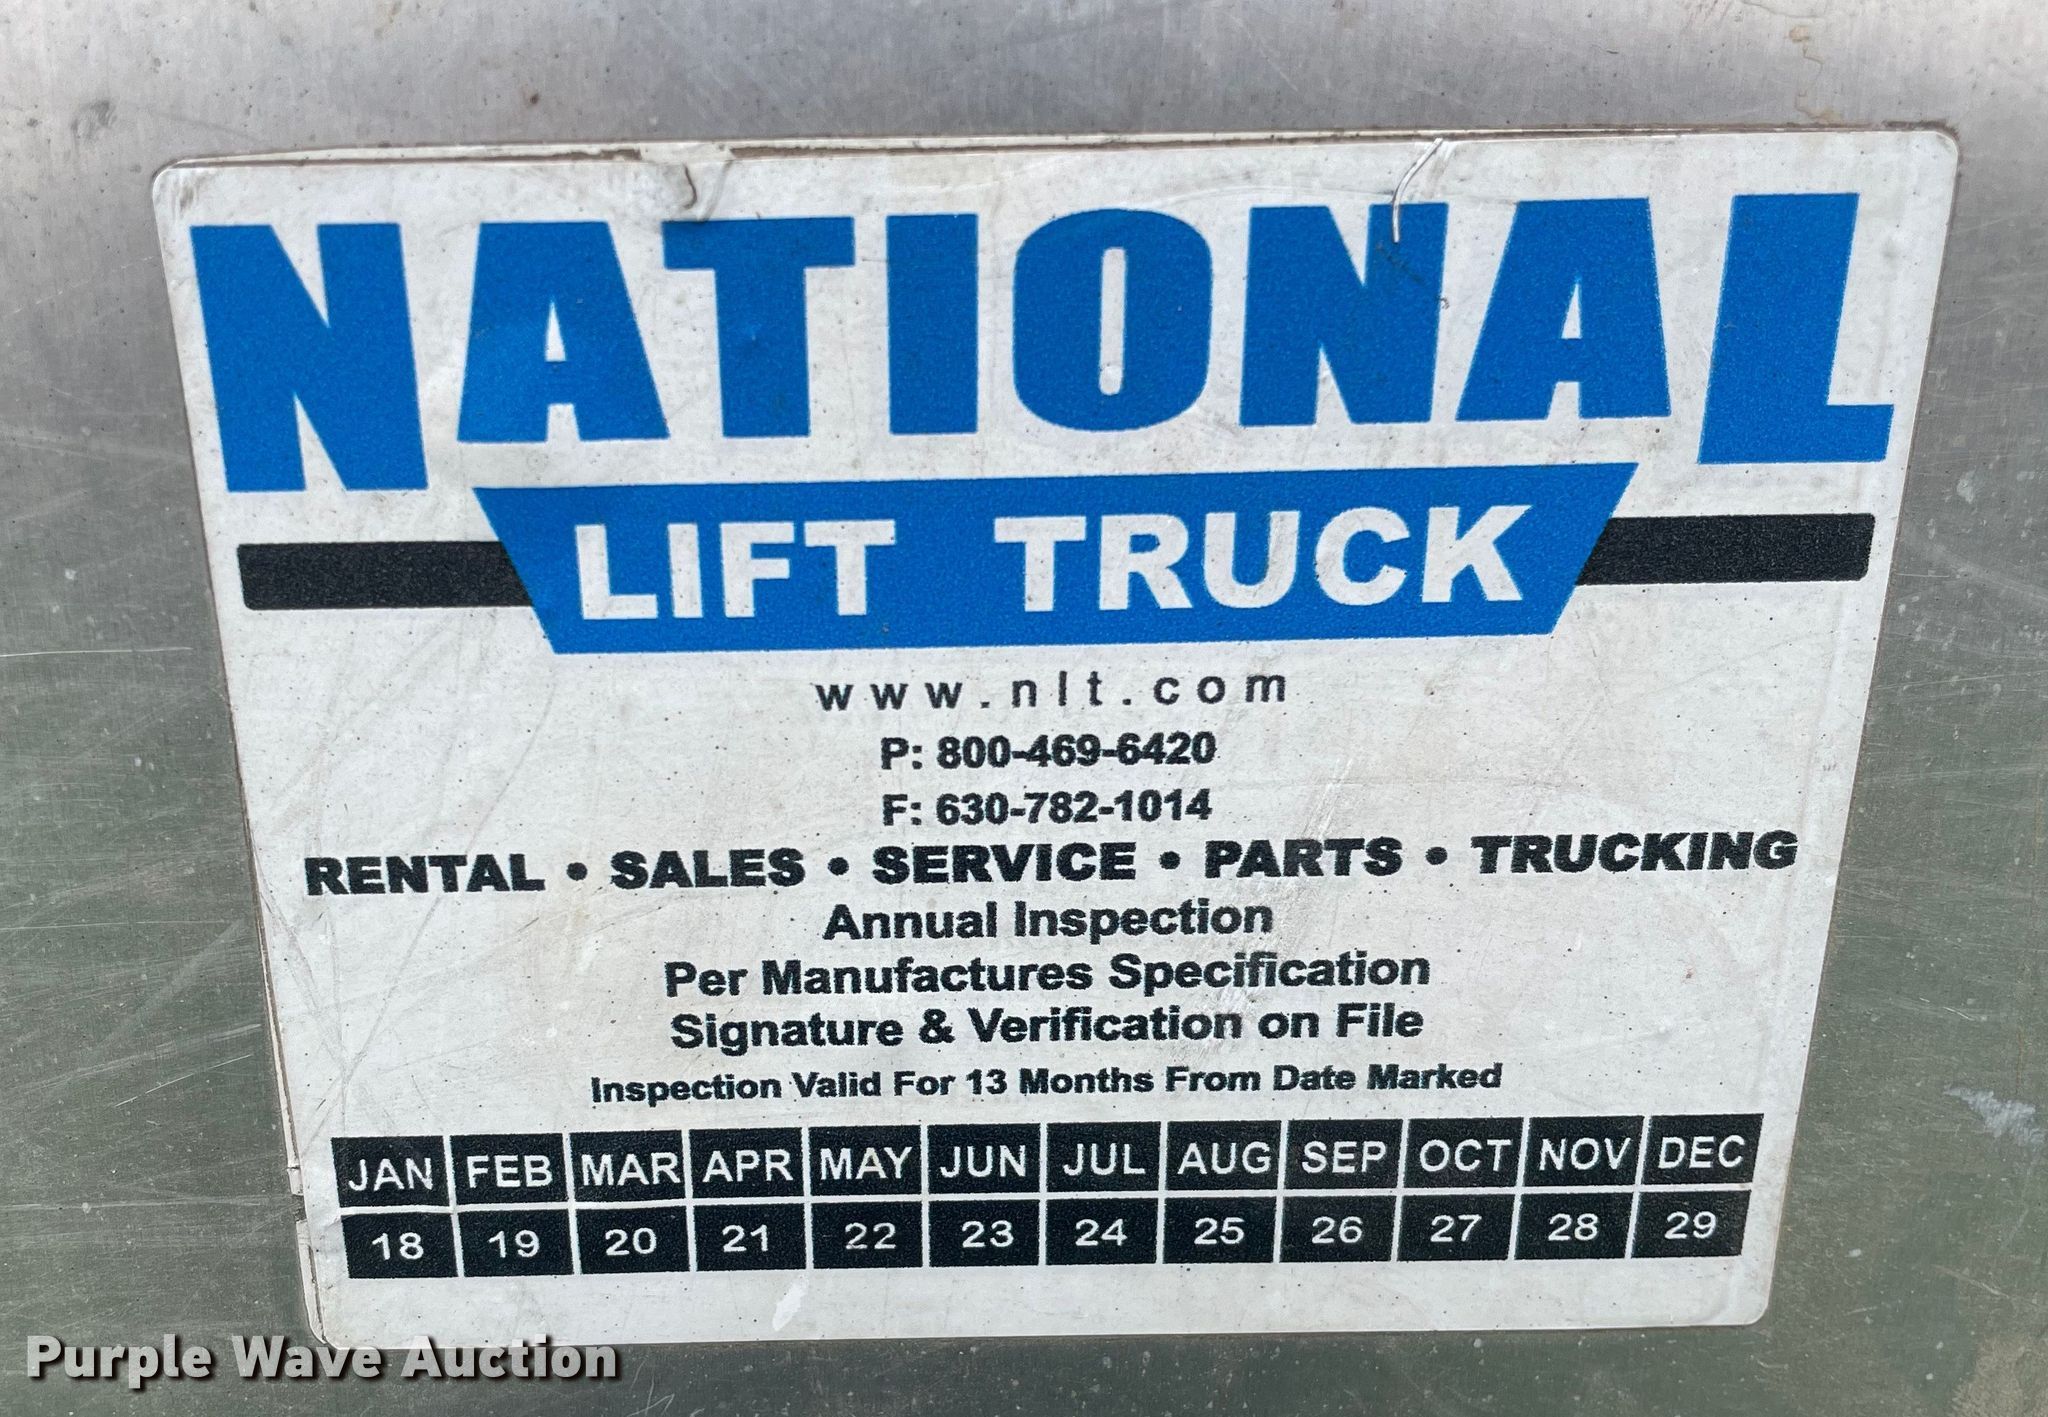 NATIONAL
LIFT TRUCK
www.nlt.com
P: 800-469-6420
F: 630-782-1014
RENTAL • SALES • SERVICE • PARTS • TRUCKING
Annual Inspection
Per Manufactures Specification
Signature & Verification on File
Inspection Valid For 13 Months From Date Marked
JAN FEB MAR APR MAY JUN JUL AUG SEP OCT NOV DEC
18 19 20 21 22 23 24 25 26 27 28 29
Purple Wave Auction